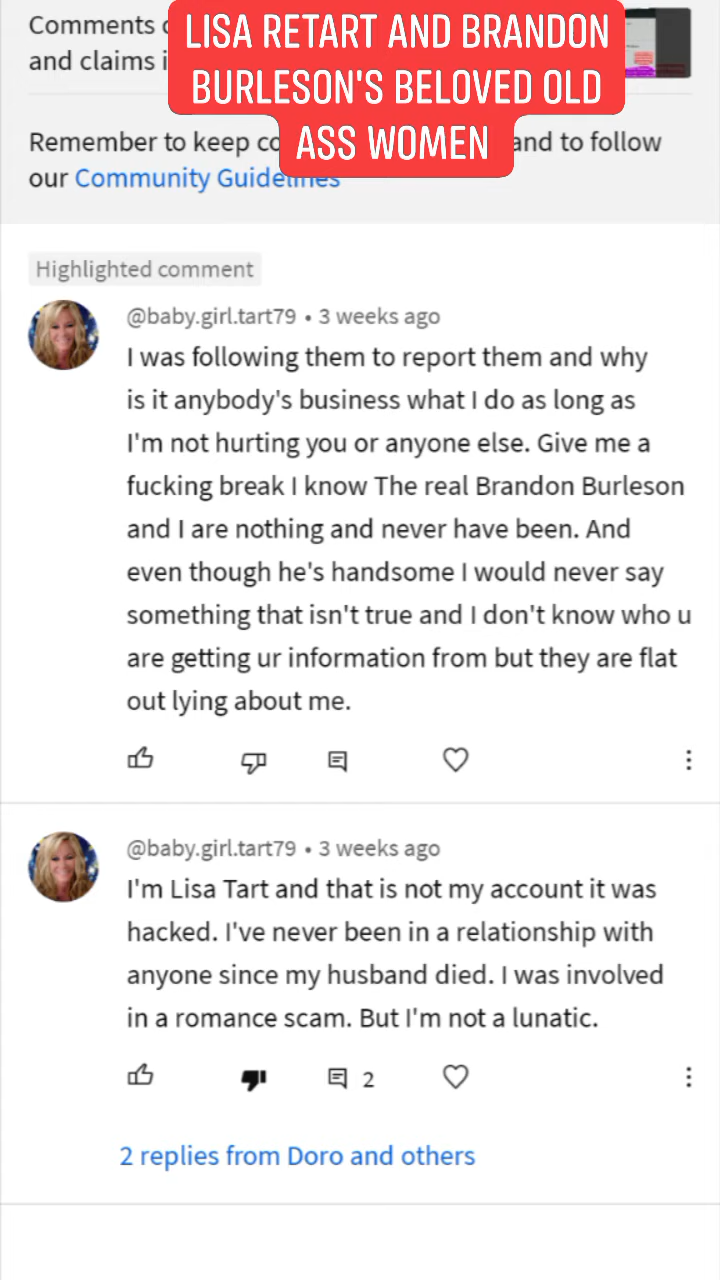 LISA RETART AND BRANDON
BURLESON'S BELOVED OLD
ASS WOMEN
Comments
and claims
Remember to keep and to follow
our Community Guidelines
Highlighted comment
@baby.girl.tart79 • 3 weeks ago
I was following them to report them and why
is it anybody's business what I do as long as
I'm not hurting you or anyone else. Give me a
fucking break I know The real Brandon Burleson
and I are nothing and never have been. And
even though he's handsome I would never say
something that isn't true and I don't know who u
are getting ur information from but they are flat
out lying about me.
@baby.girl.tart79 • 3 weeks ago
I'm Lisa Tart and that is not my account it was
hacked. I've never been in a relationship with
anyone since my husband died. I was involved
in a romance scam. But I'm not a lunatic.
2
2 replies from Doro and others